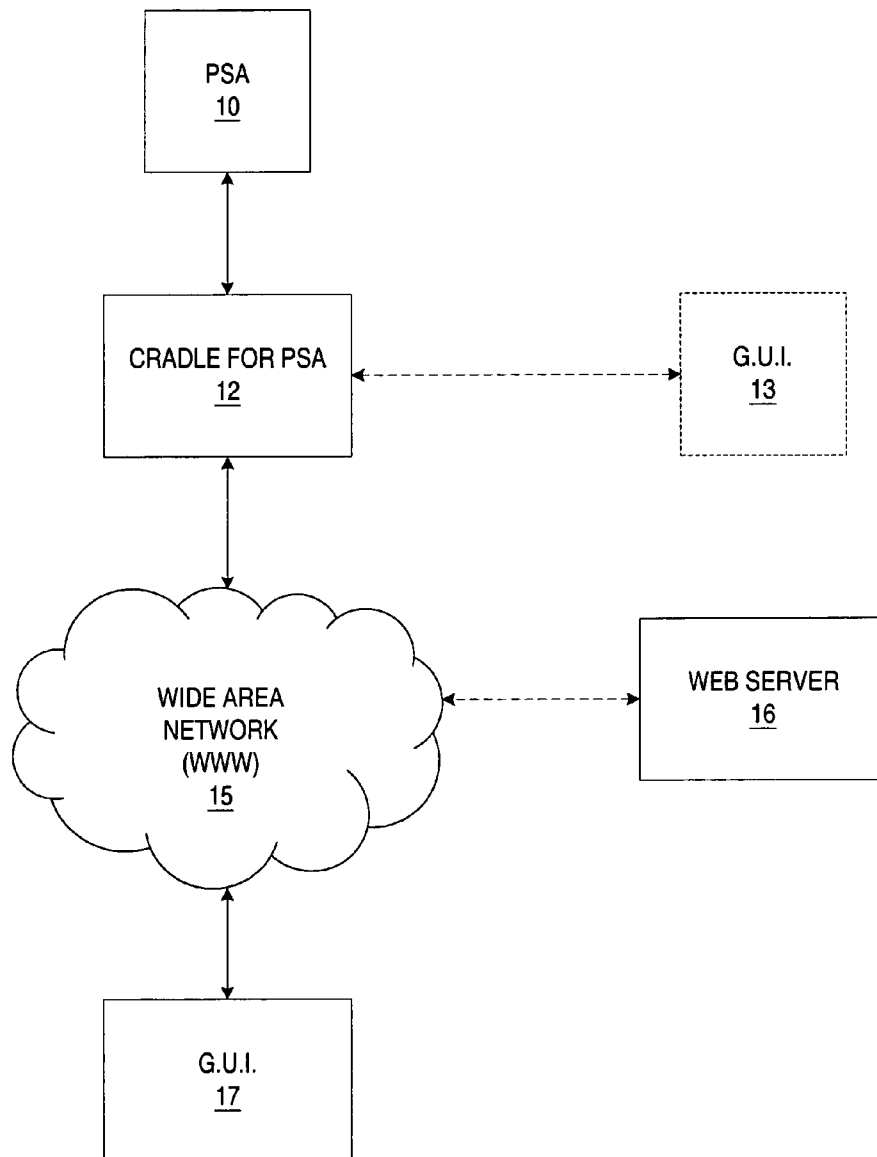 PSA
10
CRADLE FOR PSA
12
G.U.I.
13
WIDE AREA
NETWORK
(WWW)
15
WEB SERVER
16
G.U.I.
17